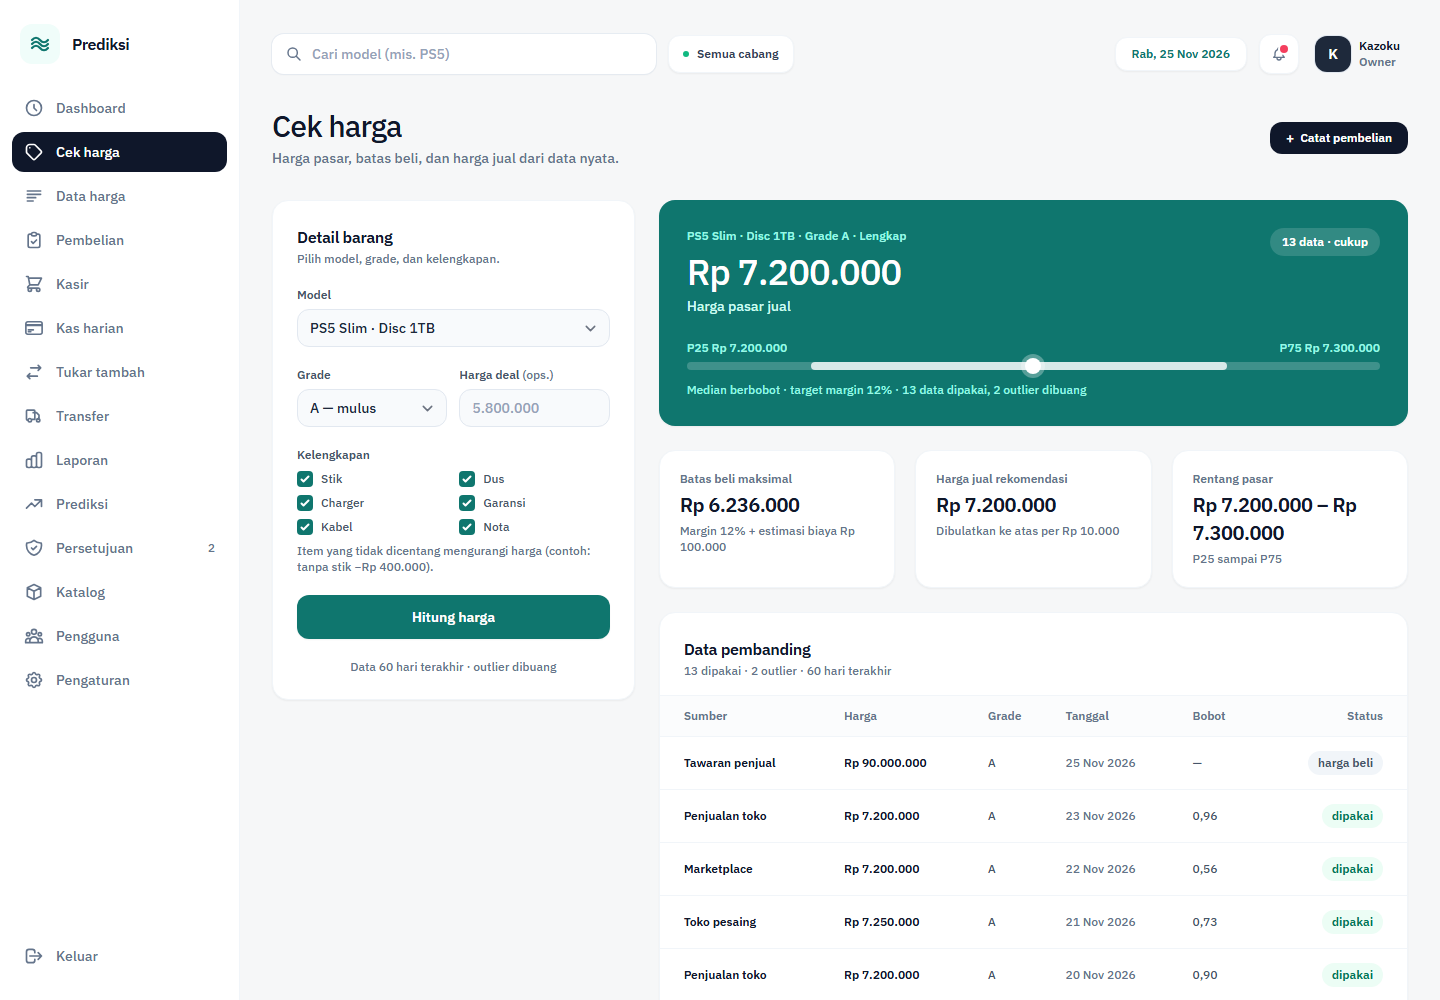 Prediksi
Dashboard
Cek harga
Data harga
Pembelian
Kasir
Kas harian
Tukar tambah
Transfer
Laporan
Prediksi
Persetujuan 2
Katalog
Pengguna
Pengaturan
Keluar
Cari model (mis. PS5)
Semua cabang
Rab, 25 Nov 2026
K
Kazoku
Owner
Cek harga
Harga pasar, batas beli, dan harga jual dari data nyata.
+ Catat pembelian
Detail barang
Pilih model, grade, dan kelengkapan.
Model
PS5 Slim · Disc 1TB
Grade Harga deal (ops.)
A — mulus 5.800.000
Kelengkapan
Stik Dus
Charger Garansi
Kabel Nota
Item yang tidak dicentang mengurangi harga (contoh:
tanpa stik −Rp 400.000).
Hitung harga
Data 60 hari terakhir · outlier dibuang
PS5 Slim · Disc 1TB · Grade A · Lengkap
13 data · cukup
Rp 7.200.000
Harga pasar jual
P25 Rp 7.200.000 P75 Rp 7.300.000
Median berbobot · target margin 12% · 13 data dipakai, 2 outlier dibuang
Batas beli maksimal
Rp 6.236.000
Margin 12% + estimasi biaya Rp
100.000
Harga jual rekomendasi
Rp 7.200.000
Dibulatkan ke atas per Rp 10.000
Rentang pasar
Rp 7.200.000 – Rp
7.300.000
P25 sampai P75
Data pembanding
13 dipakai · 2 outlier · 60 hari terakhir
Sumber Harga Grade Tanggal Bobot Status
Tawaran penjual Rp 90.000.000 A 25 Nov 2026 — harga beli
Penjualan toko Rp 7.200.000 A 23 Nov 2026 0,96 dipakai
Marketplace Rp 7.200.000 A 22 Nov 2026 0,56 dipakai
Toko pesaing Rp 7.250.000 A 21 Nov 2026 0,73 dipakai
Penjualan toko Rp 7.200.000 A 20 Nov 2026 0,90 dipakai